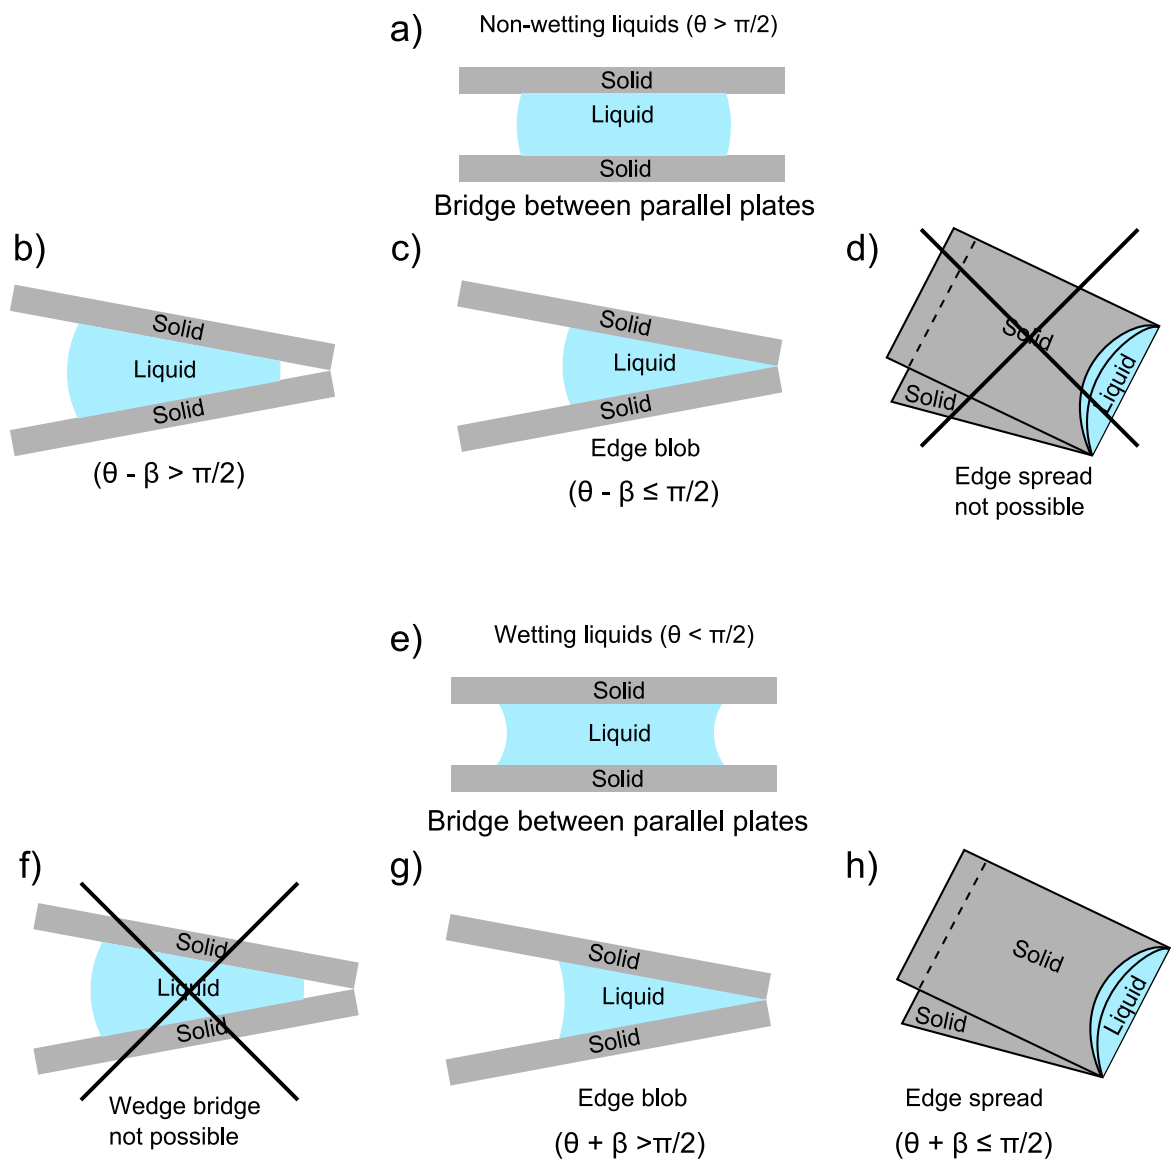 a)
Non-wetting liquids (θ > π/2)
Solid
Liquid
Solid
Bridge between parallel plates
b)
Solid
Liquid
Solid
(θ - β > π/2)
c)
Solid
Liquid
Solid
Edge blob
(θ - β ≤ π/2)
d)
Solid
Liquid
Solid
Edge spread
not possible
e)
Wetting liquids (θ < π/2)
Solid
Liquid
Solid
Bridge between parallel plates
f)
Solid
Liquid
Solid
Wedge bridge
not possible
g)
Solid
Liquid
Solid
Edge blob
(θ + β >π/2)
h)
Solid
Liquid
Solid
Edge spread
(θ + β ≤ π/2)